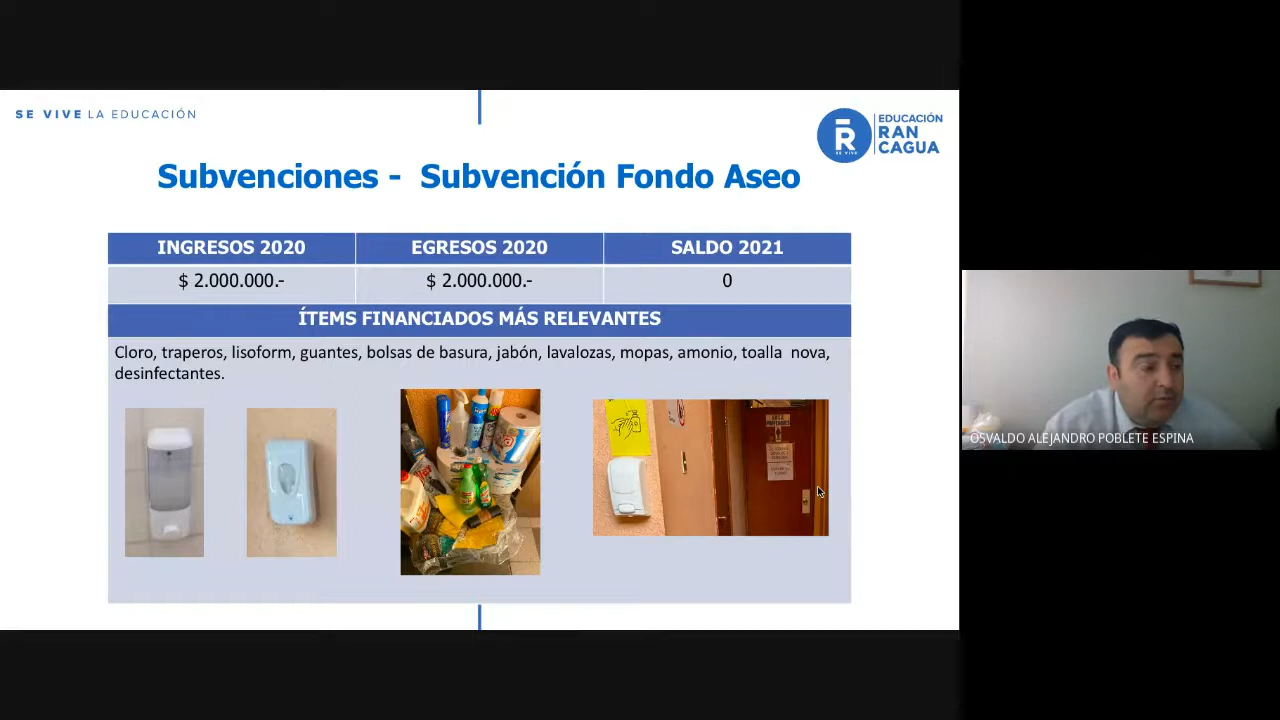 SE VIVE LA EDUCACIÓN
R
SE VIVE
EDUCACIÓN
RAN
CAGUA
Subvenciones - Subvención Fondo Aseo
INGRESOS 2020
EGRESOS 2020
SALDO 2021
$ 2.000.000.-
$ 2.000.000.-
0
ÍTEMS FINANCIADOS MÁS RELEVANTES
Cloro, traperos, lisoform, guantes, bolsas de basura, jabón, lavalozas, mopas, amonio, toalla nova,
desinfectantes.
OSVALDO ALEJANDRO POBLETE ESPINA